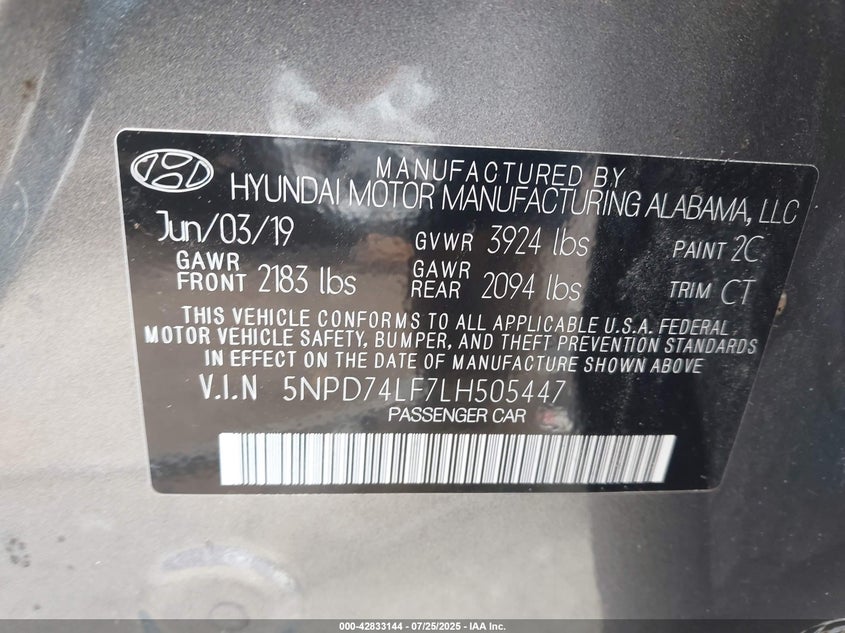 MANUFACTURED BY
HYUNDAI MOTOR MANUFACTURING ALABAMA, LLC
Jun/03/19 GVWR 3924 lbs PAINT 2C
GAWR FRONT 2183 lbs GAWR REAR 2094 lbs TRIM CT
THIS VEHICLE CONFORMS TO ALL APPLICABLE U.S.A. FEDERAL
MOTOR VEHICLE SAFETY, BUMPER, AND THEFT PREVENTION STANDARDS
IN EFFECT ON THE DATE OF MANUFACTURE SHOWN ABOVE
V.I.N 5NPD74LF7LH505447
PASSENGER CAR
000-42833144 | 07/25/2025 - IAA Inc.